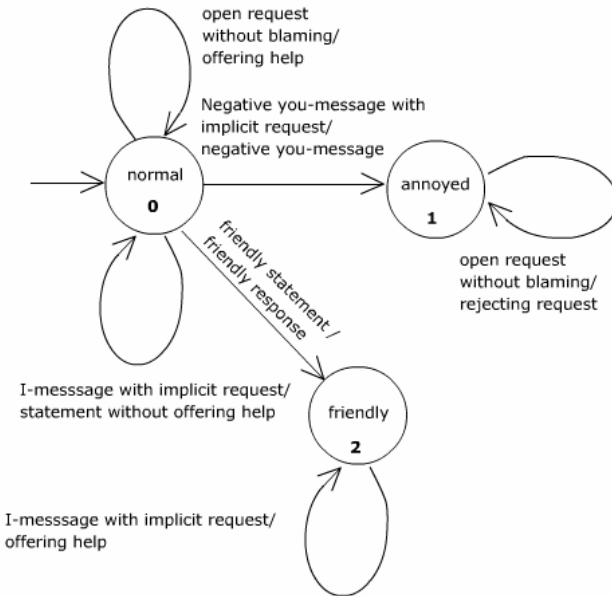 open request
without blaming/
offering help
Negative you-message with
implicit request/
negative you-message
normal
0
annoyed
1
open request
without blaming/
rejecting request
friendly statement /
friendly response
I-messsage with implicit request/
statement without offering help
friendly
2
I-messsage with implicit request/
offering help